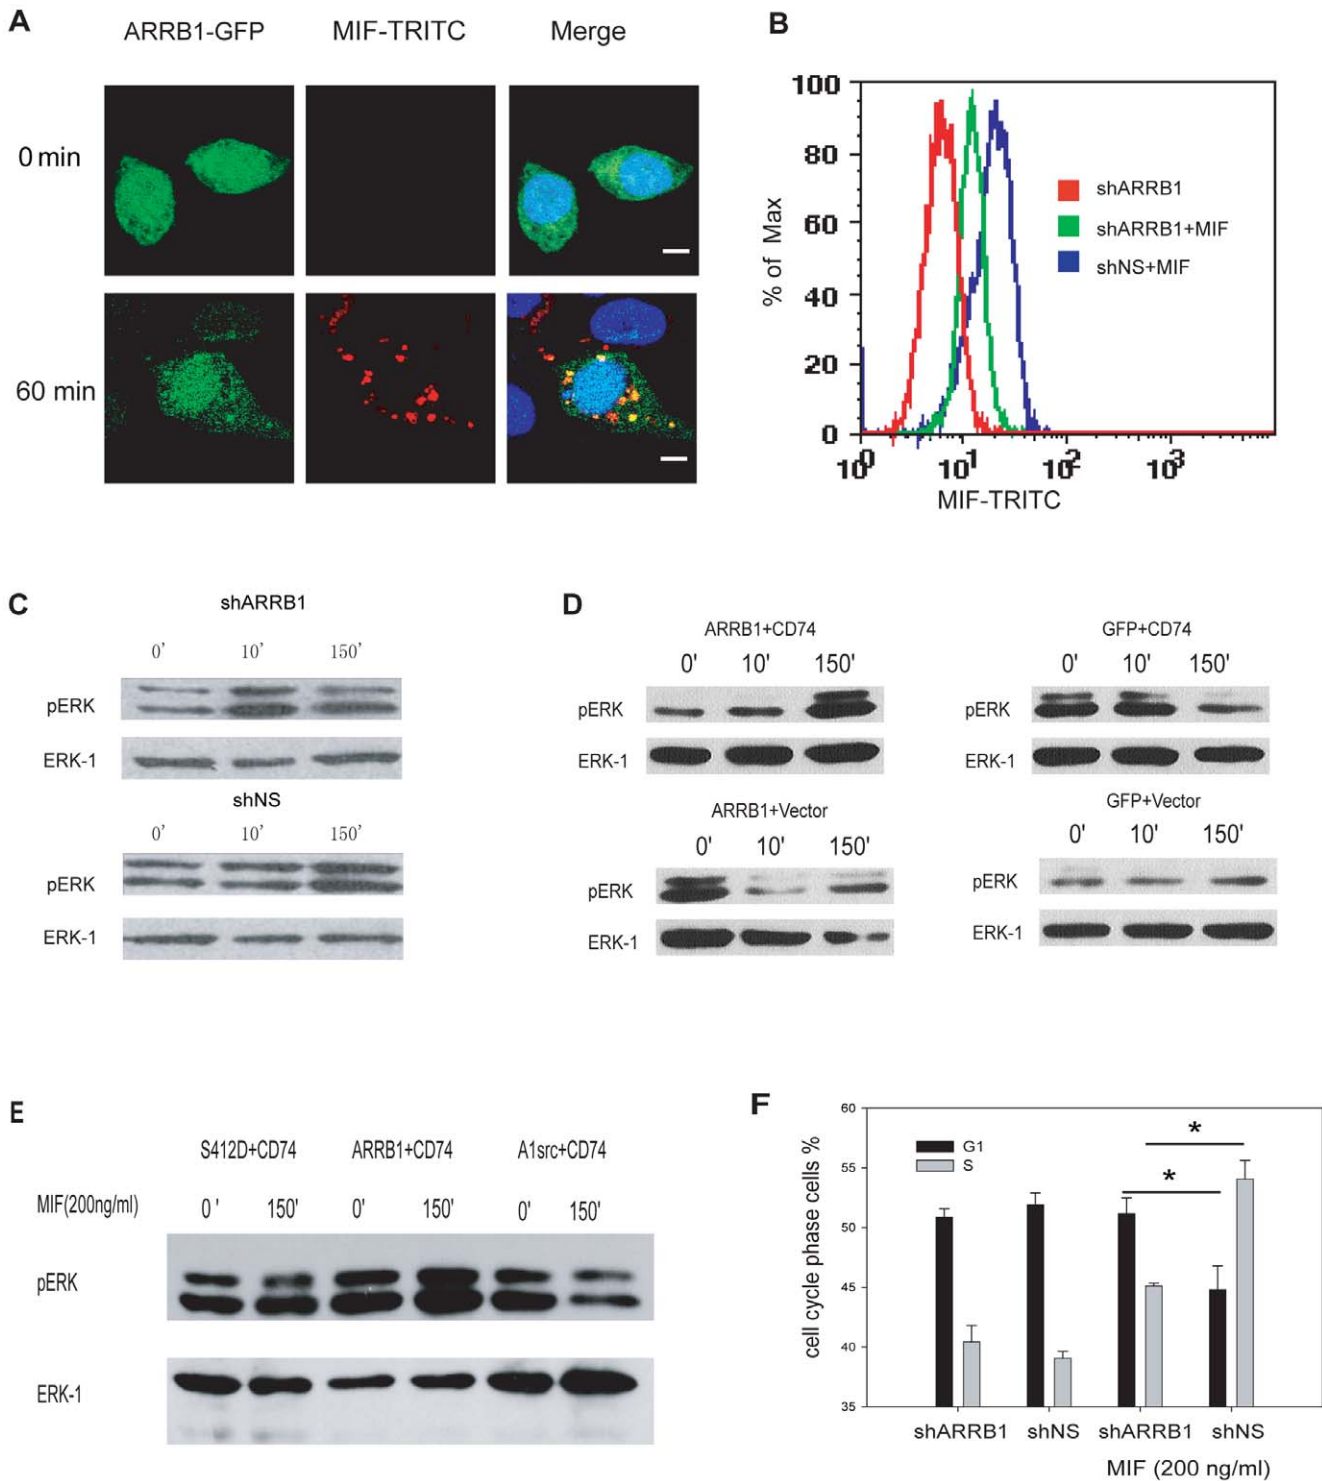 A
ARRB1-GFP MIF-TRITC Merge
0 min
60 min
B
100
80
60
40
20
0
% of Max
shARRB1
shARRB1+MIF
shNS+MIF
10^0 10^1 10^2 10^3
MIF-TRITC
C
shARRB1
0' 10' 150'
pERK
ERK-1
shNS
0' 10' 150'
pERK
ERK-1
D
ARRB1+CD74
0' 10' 150'
pERK
ERK-1
GFP+CD74
0' 10' 150'
pERK
ERK-1
ARRB1+Vector
0' 10' 150'
pERK
ERK-1
GFP+Vector
0' 10' 150'
pERK
ERK-1
E
S412D+CD74 ARRB1+CD74 A1src+CD74
MIF(200ng/ml) 0' 150' 0' 150' 0' 150'
pERK
ERK-1
F
60
55
50
45
40
35
cell cycle phase cells %
G1
S
*
*
shARRB1 shNS shARRB1 shNS
MIF (200 ng/ml)